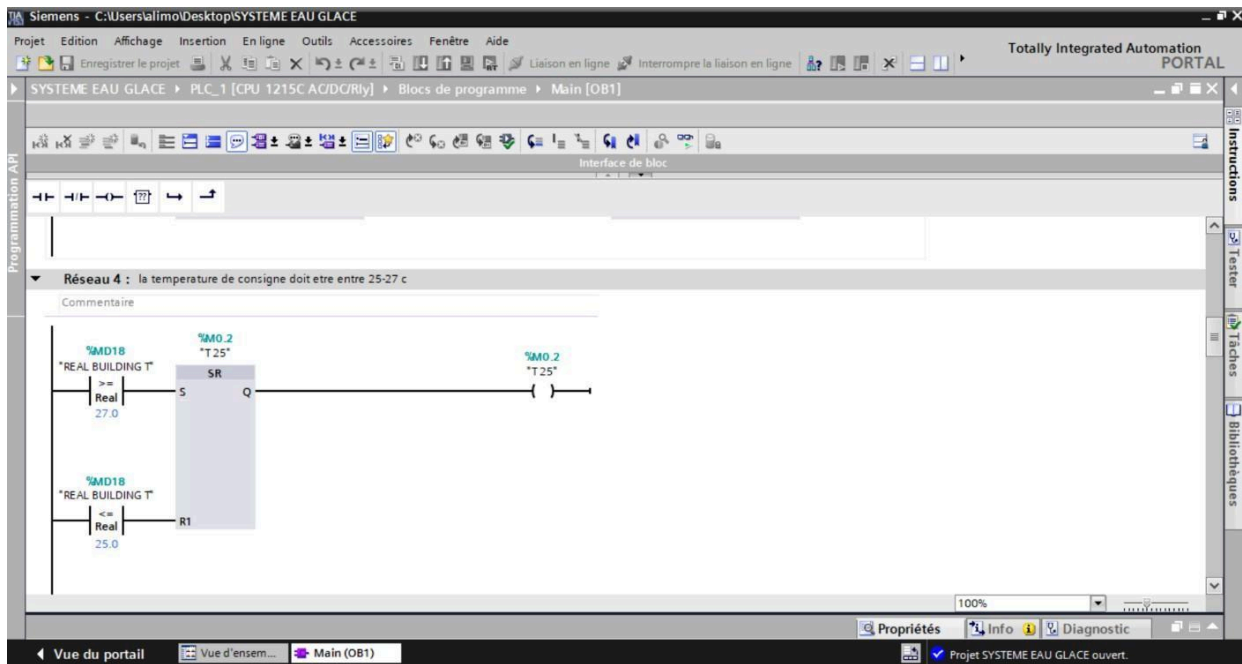 Siemens - C:\Users\alimo\Desktop\SYSTEME EAU GLACE
Projet Edition Affichage Insertion En ligne Outils Accessoires Fenêtre Aide
Totally Integrated Automation
PORTAL
Enregistrer le projet Liaison en ligne Interrompre la liaison en ligne
SYSTEME EAU GLACE PLC_1 [CPU 1215C AC/DC/Rly] Blocs de programme Main [OB1]
Interface de bloc
??
Programmation API
Réseau 4 : la temperature de consigne doit etre entre 25-27 c
Commentaire
%MD18
"REAL BUILDING T"
>=
Real
27.0
%M0.2
"T25"
SR
S Q
%M0.2
"T25"
%MD18
"REAL BUILDING T"
<=
Real
25.0
R1
Instructions
Tester
Tâches
Bibliothèques
100%
Propriétés Info Diagnostic
Vue du portail Vue d'ensem... Main (OB1) Projet SYSTEME EAU GLACE ouvert.